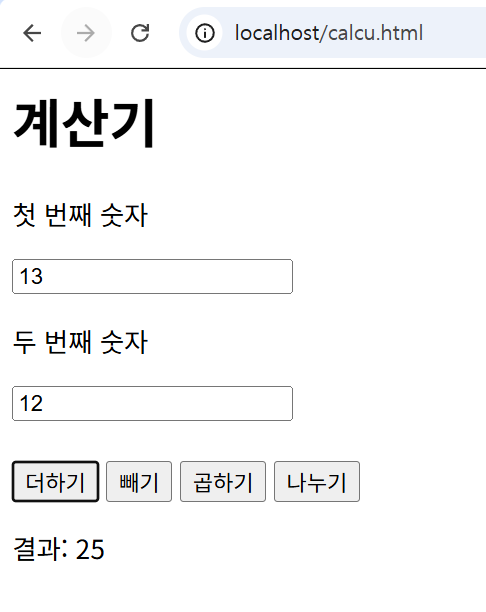 localhost/calcu.html
계산기
첫 번째 숫자
13
두 번째 숫자
12
더하기 빼기 곱하기 나누기
결과: 25